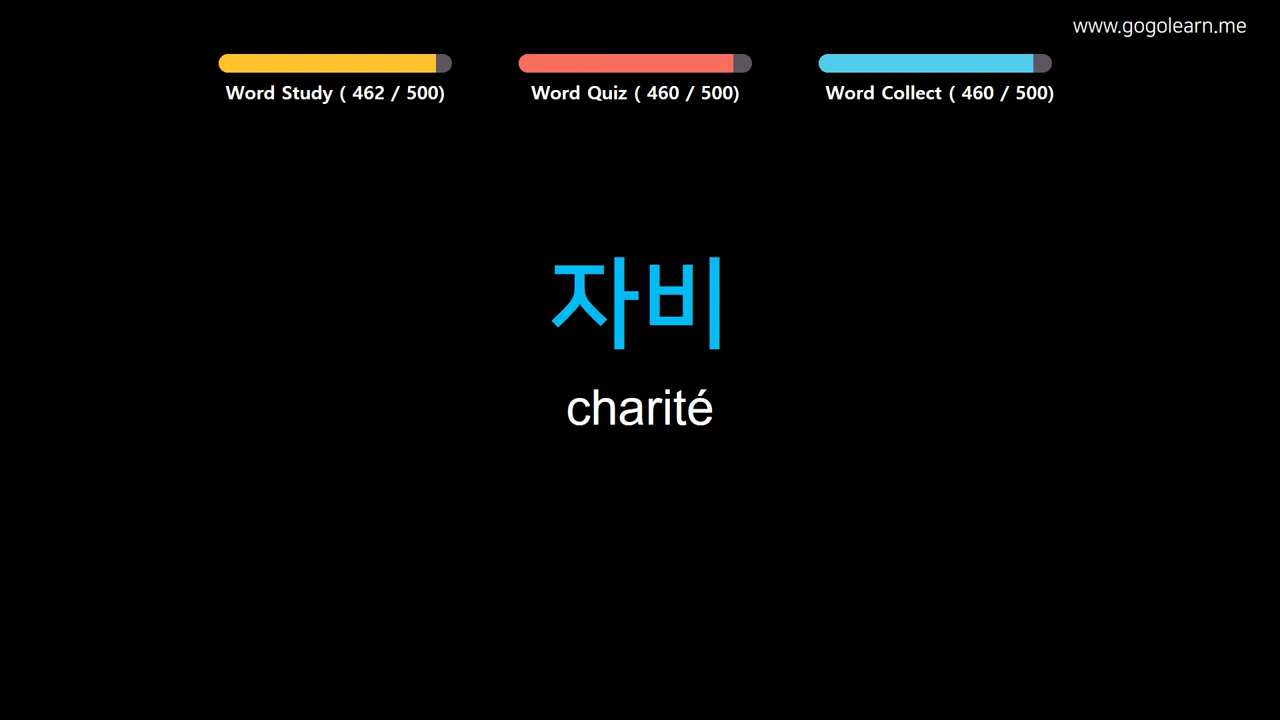 www.gogolearn.me
Word Study ( 462 / 500)
Word Quiz ( 460 / 500)
Word Collect ( 460 / 500)
자비
charité